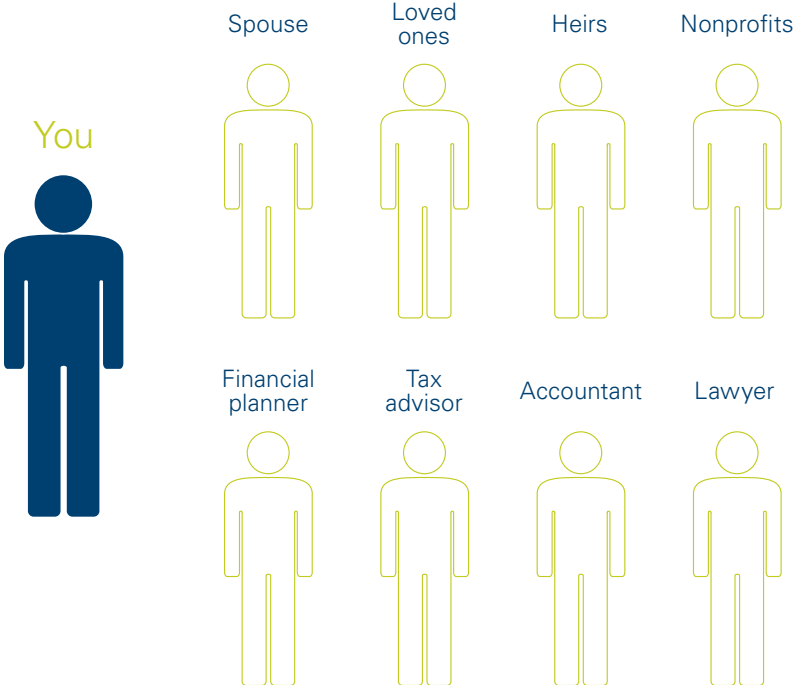 You
Spouse
Loved
ones
Heirs
Nonprofits
Financial
planner
Tax
advisor
Accountant
Lawyer